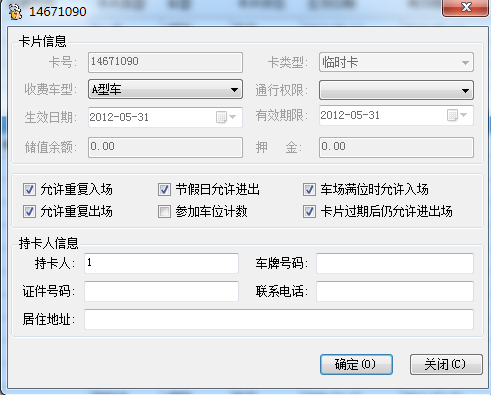 14671090
卡片信息
卡号: 14671090 卡类型: 临时卡
收费车型: A型车 通行权限:
生效日期: 2012-05-31 有效期限: 2012-05-31
储值余额: 0.00 押 金: 0.00
允许重复入场 节假日允许进出 车场满位时允许入场
允许重复出场 参加车位计数 卡片过期后仍允许进出场
持卡人信息
持卡人: 1 车牌号码:
证件号码: 联系电话:
居住地址:
确定(O) 关闭(C)